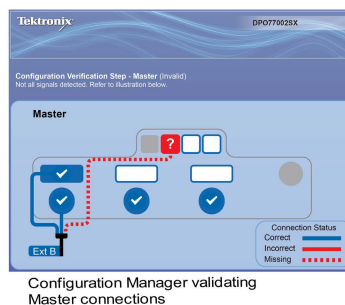 Tektronix
DPO77002SX
Configuration Verification Step - Master (Invalid)
Not all signals detected. Refer to illustration below.
Master
?
Ext B
Connection Status
Correct
Incorrect
Missing
Configuration Manager validating
Master connections